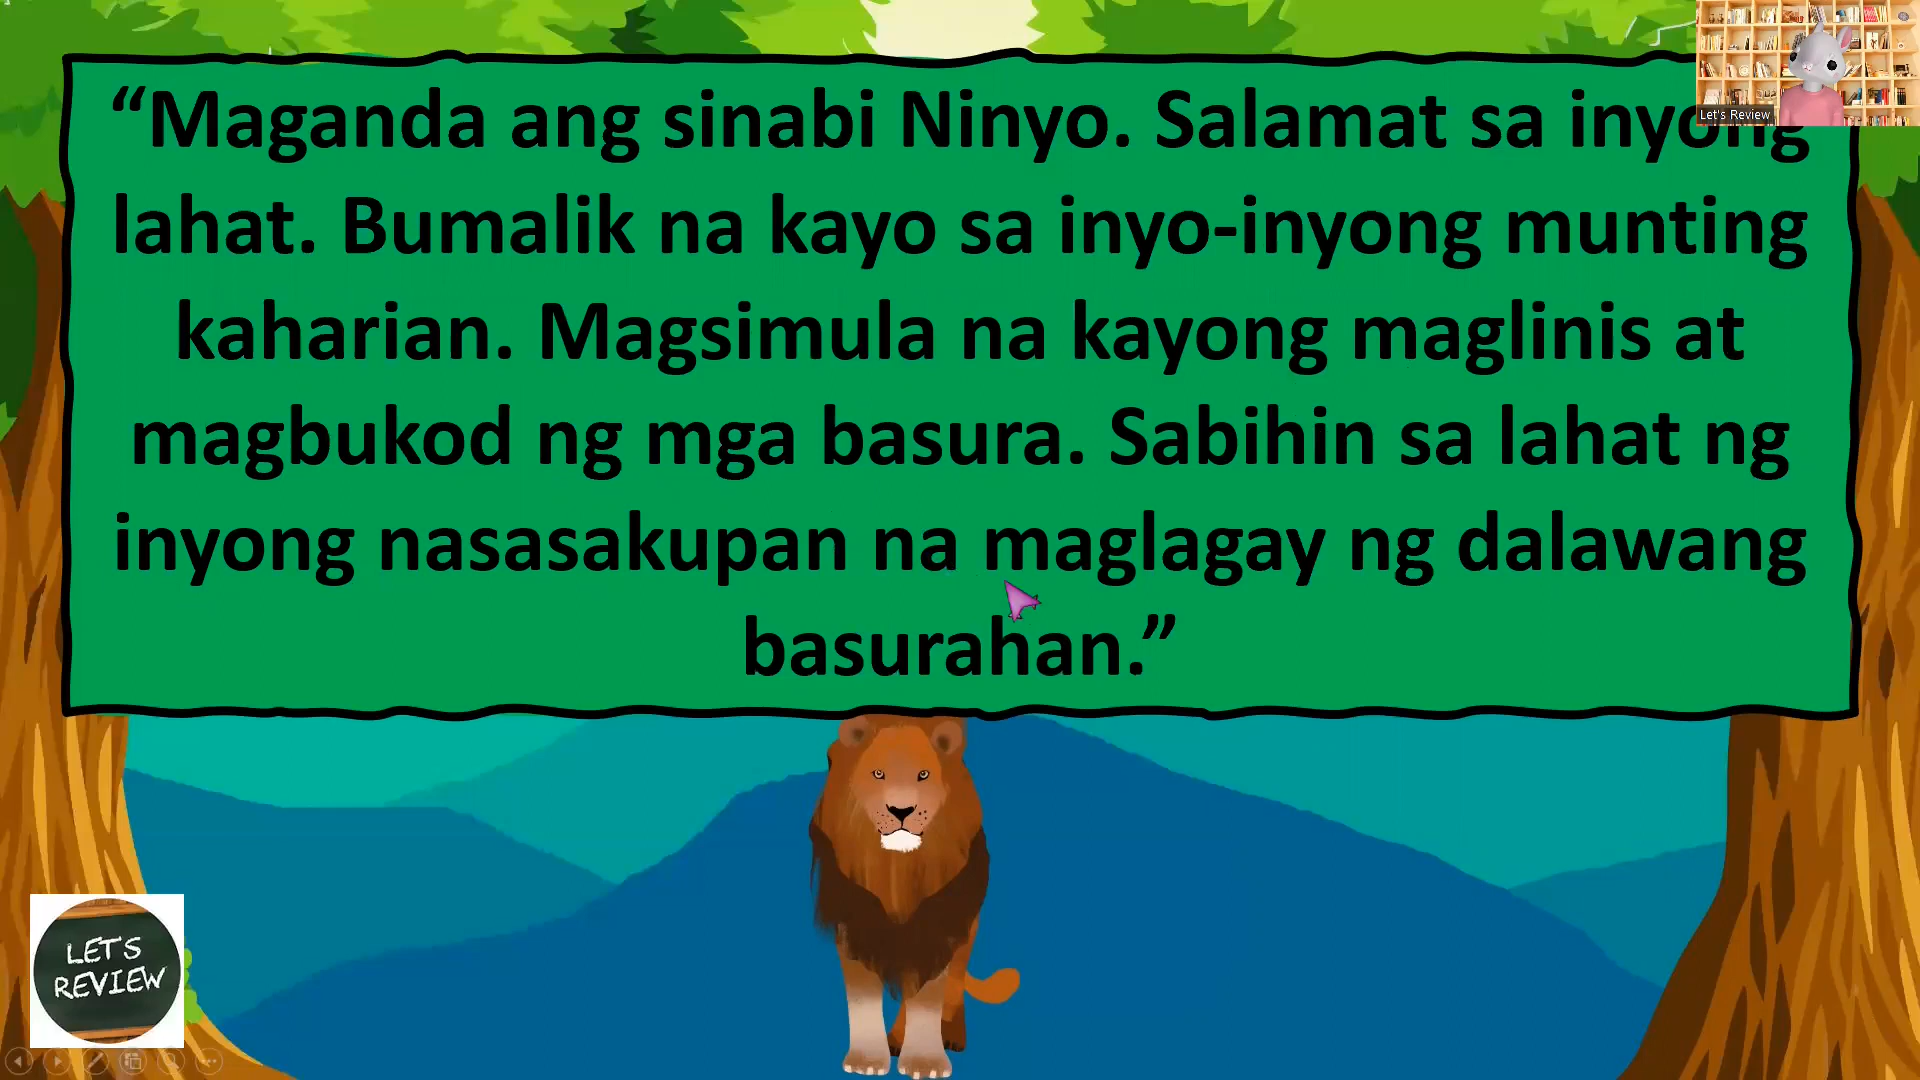 “Maganda ang sinabi Ninyo. Salamat sa inyong
lahat. Bumalik na kayo sa inyo-inyong munting
kaharian. Magsimula na kayong maglinis at
magbukod ng mga basura. Sabihin sa lahat ng
inyong nasasakupan na maglagay ng dalawang
basurahan.”
Let's Review
LET'S
REVIEW